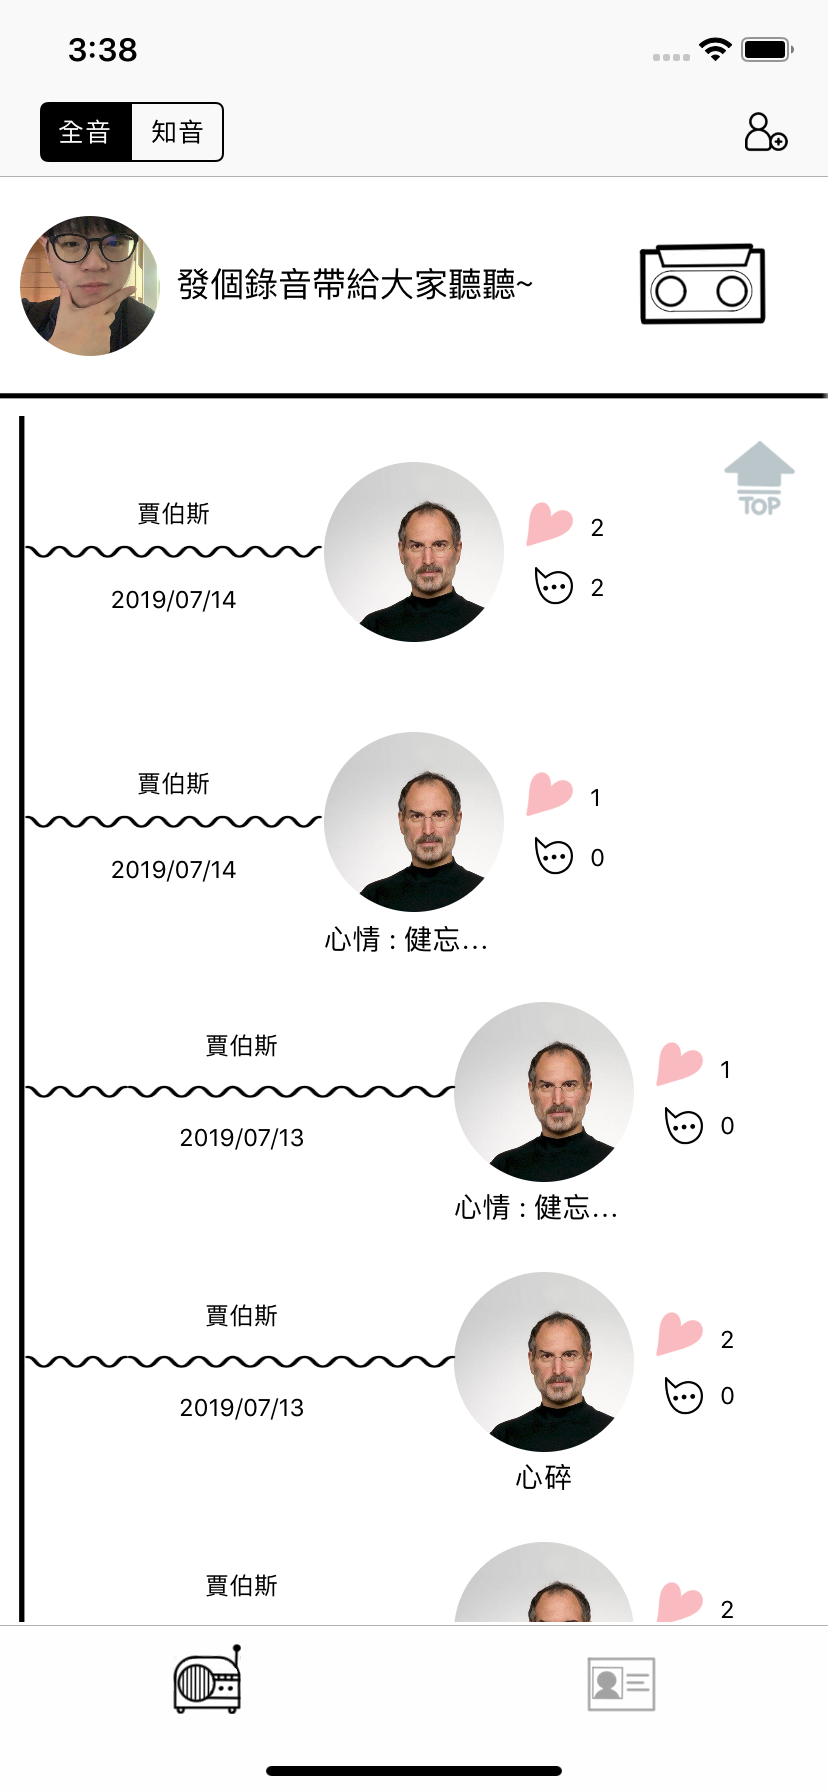 3:38
全音 知音
發個錄音帶給大家聽聽~
TOP
賈伯斯
2
2019/07/14
2
賈伯斯
1
2019/07/14
0
心情 : 健忘...
賈伯斯
1
2019/07/13
0
心情 : 健忘...
賈伯斯
2
2019/07/13
0
心碎
賈伯斯
2